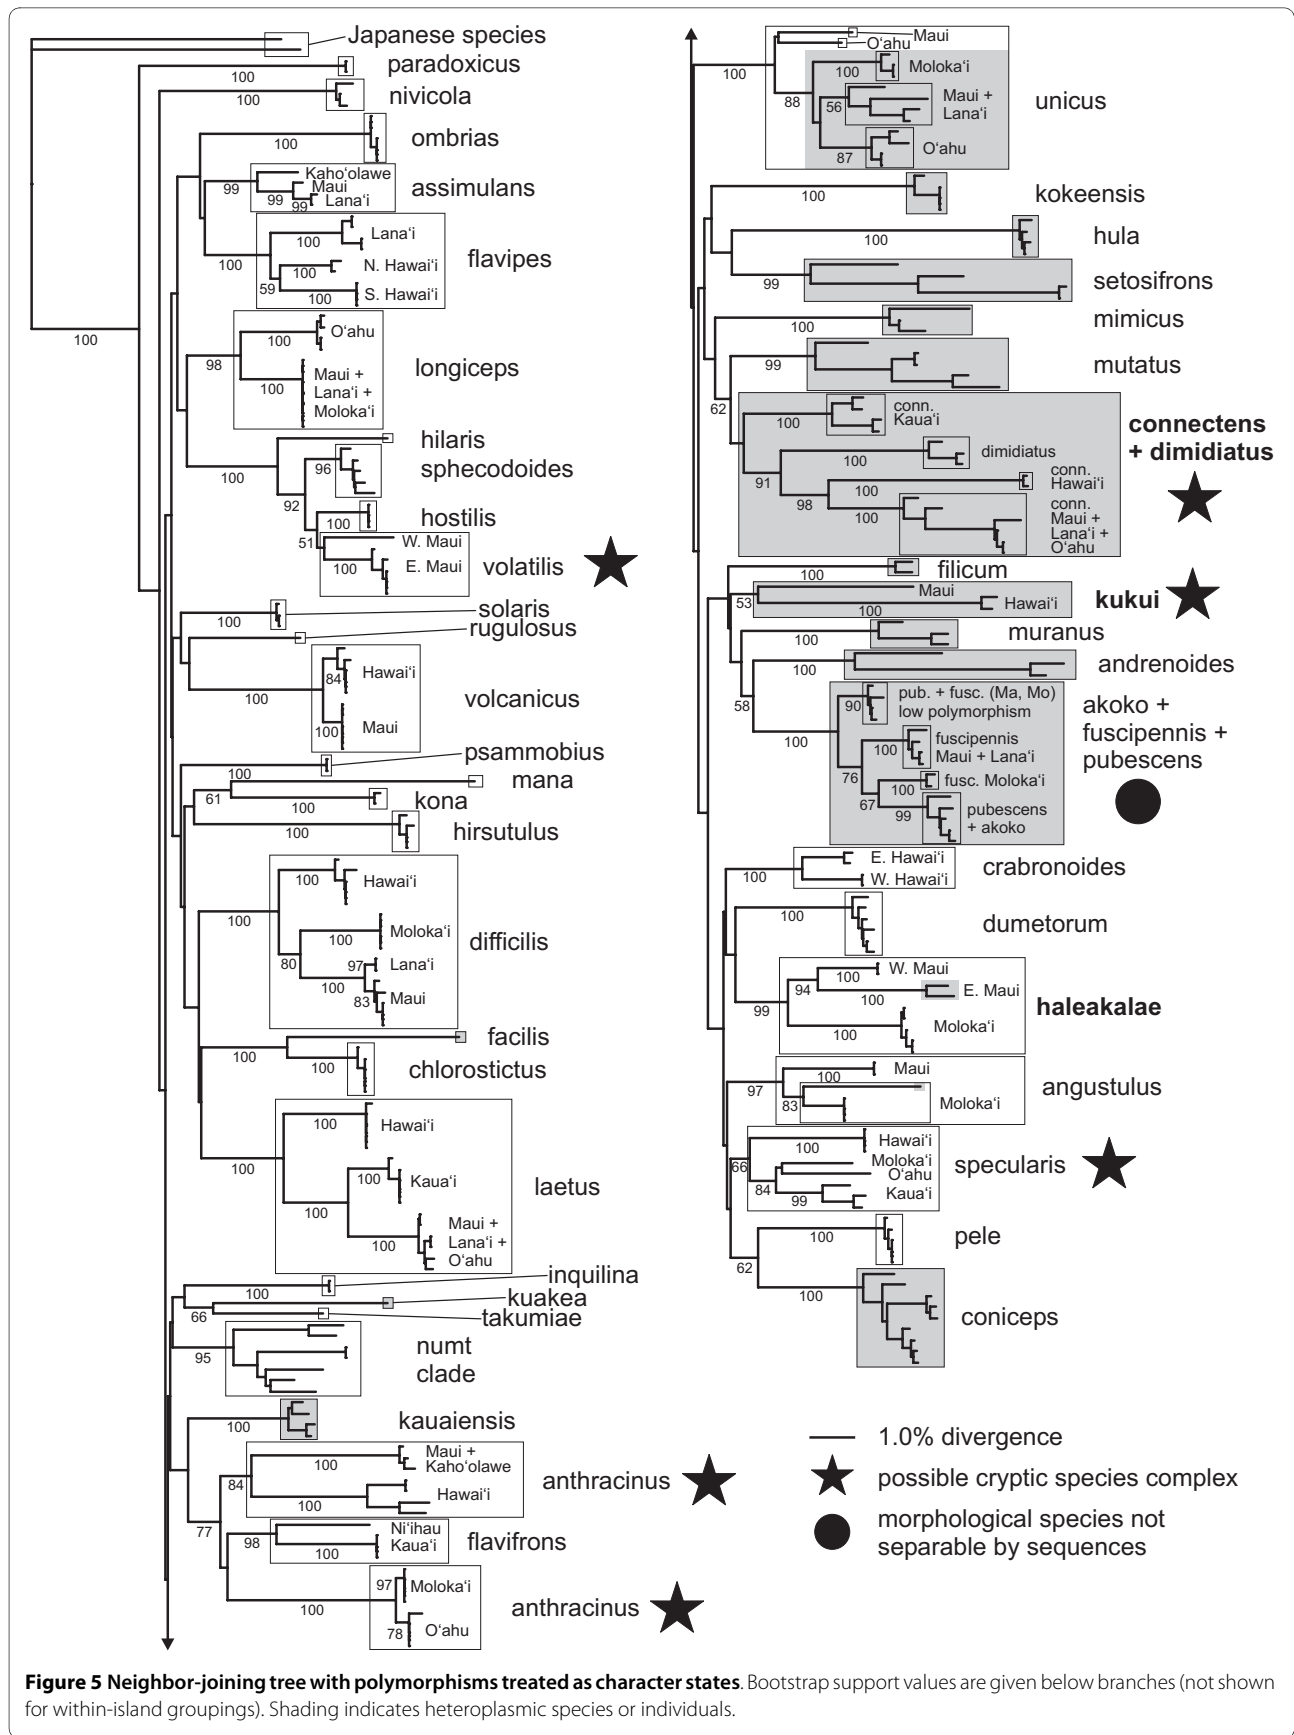 Japanese species
100
paradoxicus
100
nivicola
100
ombrias
100
Kaho‘olawe
Maui
Lana‘i
99
99
99
assimulans
Lana‘i
100
N. Hawai‘i
100
S. Hawai‘i
100
59
100
flavipes
100
O‘ahu
100
Maui +
Lana‘i +
Moloka‘i
100
98
longiceps
hilaris
sphecodoides
96
100
92
hostilis
100
51
W. Maui
E. Maui
100
volatilis
solaris
100
rugulosus
Hawai‘i
84
100
Maui
100
volcanicus
psammobius
100
mana
61
kona
100
hirsutulus
100
Hawai‘i
100
100
Moloka‘i
100
80
97
Lana‘i
100
83
Maui
difficilis
facilis
100
chlorostictus
100
Hawai‘i
100
100
Kaua‘i
100
100
Maui +
Lana‘i +
O‘ahu
100
laetus
inquilina
100
kuakea
66
takumiae
numt
clade
95
kauaiensis
100
Maui +
Kaho‘olawe
100
84
Hawai‘i
100
anthracinus
77
Ni‘ihau
Kaua‘i
98
100
flavifrons
97
Moloka‘i
100
78
O‘ahu
anthracinus
Maui
O‘ahu
100
Moloka‘i
100
88
56
Maui +
Lana‘i
O‘ahu
87
unicus
kokeensis
100
hula
100
setosifrons
99
mimicus
100
mutatus
99
62
conn.
Kaua‘i
100
dimidiatus
100
91
conn.
Hawai‘i
100
98
conn.
Maui +
Lana‘i +
O‘ahu
100
connectens
+ dimidiatus
filicum
100
Maui
53
Hawai‘i
100
kukui
muranus
100
andrenoides
100
58
pub. + fusc. (Ma, Mo)
low polymorphism
90
100
fuscipennis
Maui + Lana‘i
100
76
fusc. Moloka‘i
100
67
pubescens
+ akoko
99
akoko +
fuscipennis +
pubescens
E. Hawai‘i
W. Hawai‘i
100
crabronoides
dumetorum
100
W. Maui
100
94
E. Maui
100
99
Moloka‘i
100
haleakalae
Maui
100
97
83
Moloka‘i
angustulus
Hawai‘i
100
66
Moloka‘i
O‘ahu
84
Kaua‘i
99
specularis
pele
100
62
coniceps
100
1.0% divergence
possible cryptic species complex
morphological species not
separable by sequences
Figure 5 Neighbor-joining tree with polymorphisms treated as character states. Bootstrap support values are given below branches (not shown
for within-island groupings). Shading indicates heteroplasmic species or individuals.